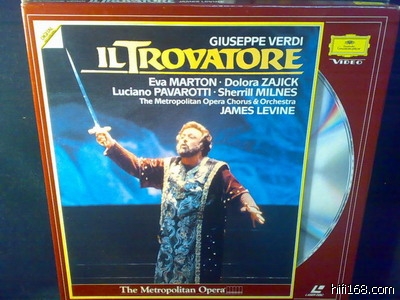 GIUSEPPE VERDI
IL TROVATORE
Eva MARTON · Dolora ZAJICK
Luciano PAVAROTTI · Sherrill MILNES
The Metropolitan Opera Chorus & Orchestra
JAMES LEVINE
VIDEO
The Metropolitan Opera
hifi168.com